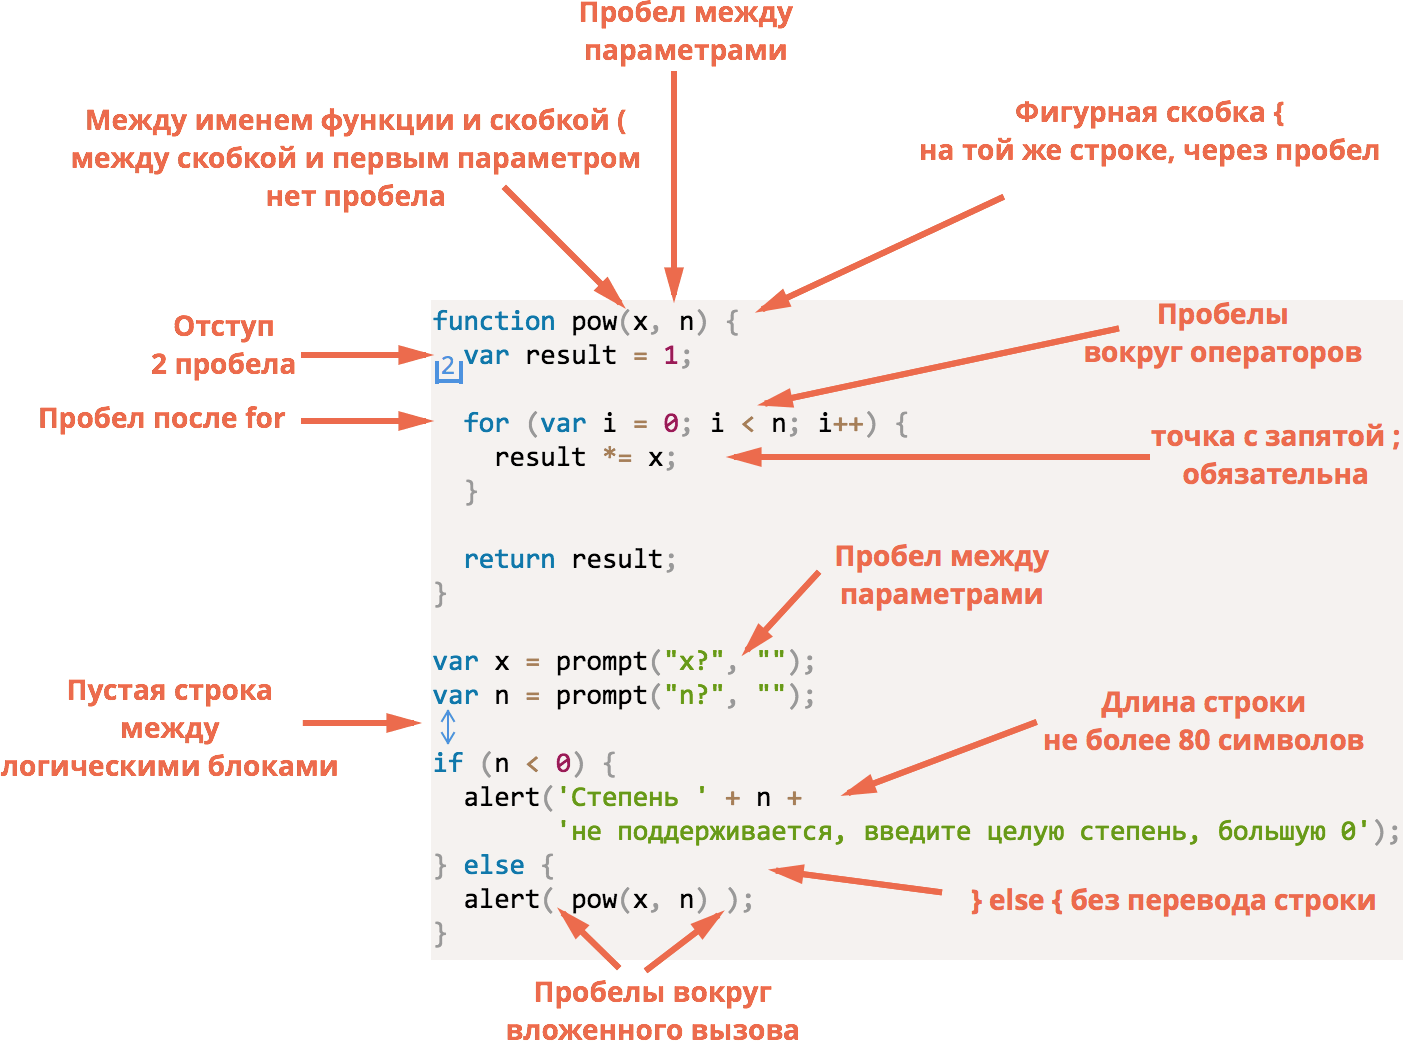 Пробел между
параметрами
Между именем функции и скобкой (
между скобкой и первым параметром
нет пробела
Фигурная скобка {
на той же строке, через пробел
Отступ
2 пробела
Пробел после for
Пробелы
вокруг операторов
точка с запятой ;
обязательна
function pow(x, n) {
  var result = 1;
2
  for (var i = 0; i < n; i++) {
    result *= x;
  }
  return result;
}
Пробел между
параметрами
var x = prompt("x?", "");
var n = prompt("n?", "");
Пустая строка
между
логическими блоками
Длина строки
не более 80 символов
if (n < 0) {
  alert('Степень ' + n +
        'не поддерживается, введите целую степень, большую 0');
} else {
  alert( pow(x, n) );
}
} else { без перевода строки
Пробелы вокруг
вложенного вызова